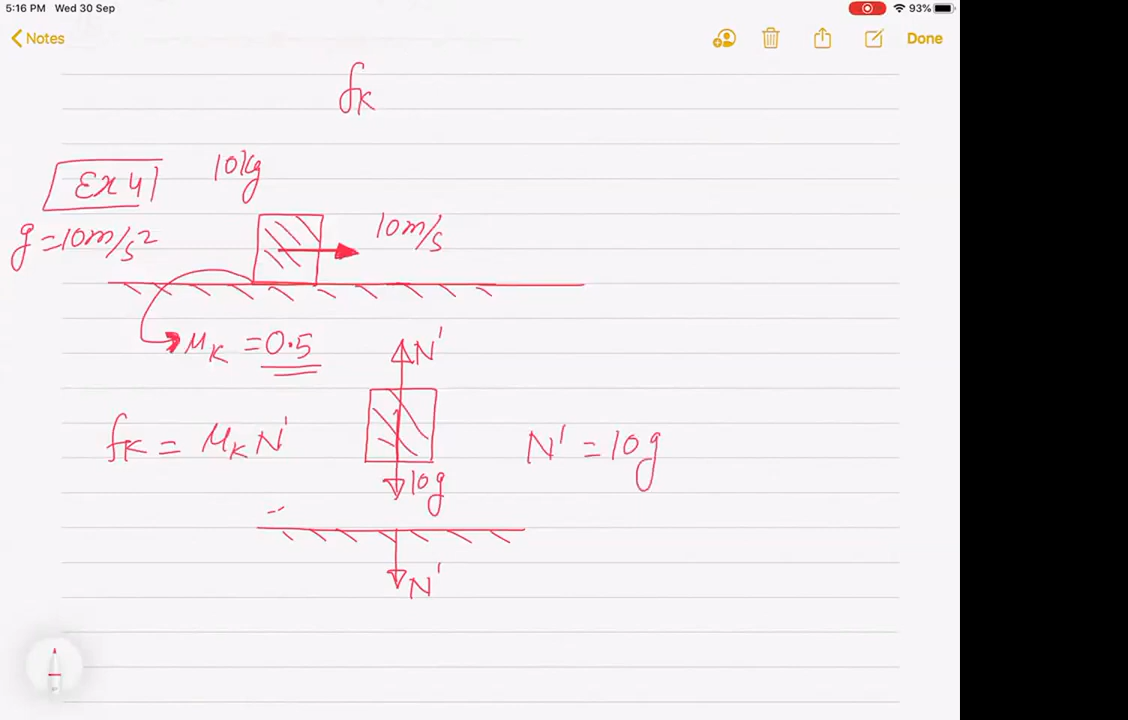 5:16 PM Wed 30 Sep
93%
Notes
Done
fK
Ex 4
10kg
g = 10m/s²
10m/s
μK = 0.5
N'
fK = μK N'
N' = 10g
10g
N'